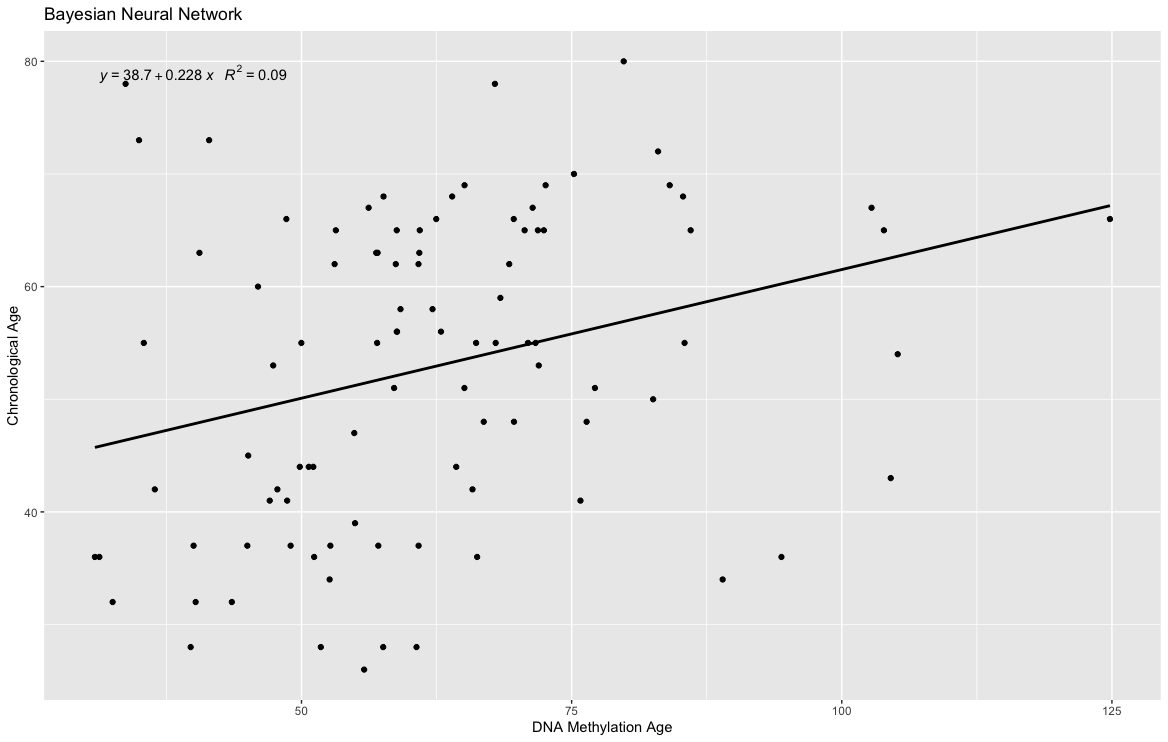 Bayesian Neural Network
y = 38.7 + 0.228 x R² = 0.09
80
60
40
Chronological Age
50 75 100 125
DNA Methylation Age